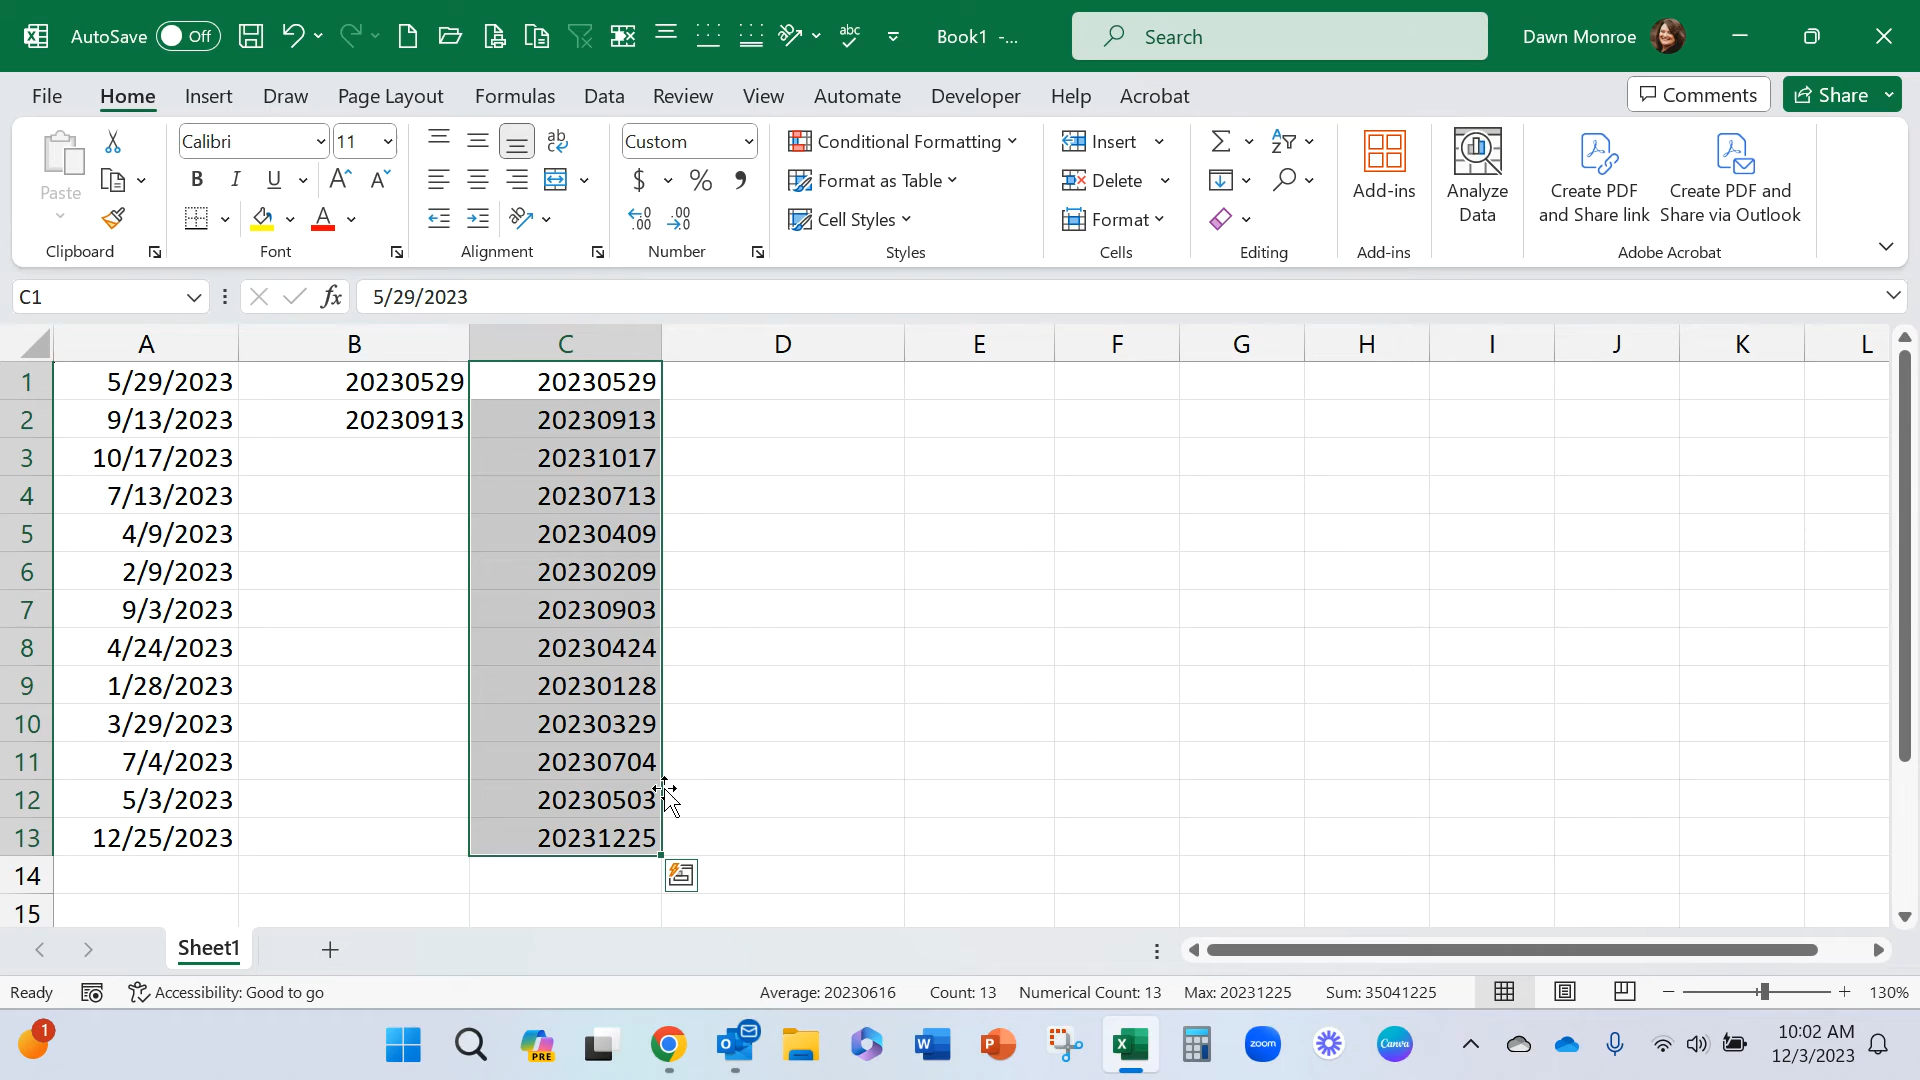 AutoSave Off Book1 -... Search Dawn Monroe
File Home Insert Draw Page Layout Formulas Data Review View Automate Developer Help Acrobat Comments Share
Paste
Clipboard
Calibri 11
B I U A A
A
Font
ab
Alignment
Custom
$ % ,
.00 .00
Number
Conditional Formatting
Format as Table
Cell Styles
Styles
Insert
Delete
Format
Cells
Editing
Add-ins
Add-ins
Analyze
Data
Create PDF
and Share link
Create PDF and
Share via Outlook
Adobe Acrobat
C1 fx 5/29/2023
A B C D E F G H I J K L
1 5/29/2023 20230529 20230529
2 9/13/2023 20230913 20230913
3 10/17/2023 20231017
4 7/13/2023 20230713
5 4/9/2023 20230409
6 2/9/2023 20230209
7 9/3/2023 20230903
8 4/24/2023 20230424
9 1/28/2023 20230128
10 3/29/2023 20230329
11 7/4/2023 20230704
12 5/3/2023 20230503
13 12/25/2023 20231225
14
15
Sheet1
Ready Accessibility: Good to go Average: 20230616 Count: 13 Numerical Count: 13 Max: 20231225 Sum: 35041225 130%
1 PRE zoom Canva 10:02 AM
12/3/2023